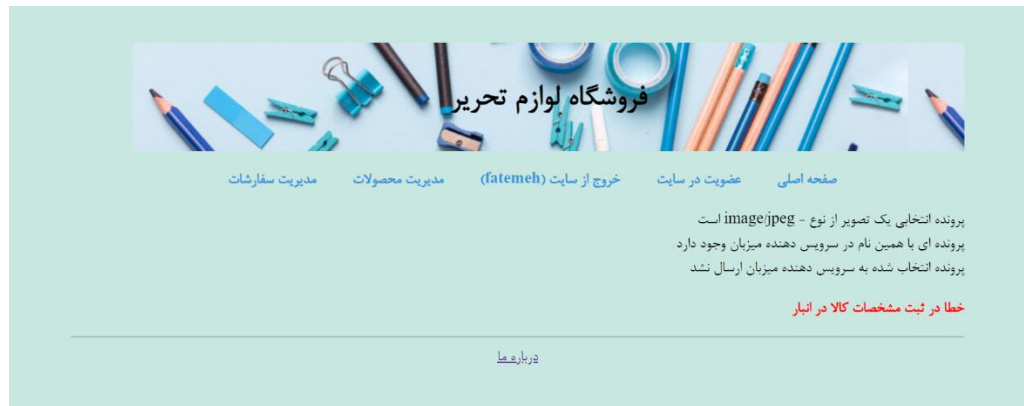 فروشگاه لوازم تحریر
صفحه اصلی عضویت در سایت خروج از سایت (fatemeh) مدیریت محصولات مدیریت سفارشات
پرونده انتخابی یک تصویر از نوع - image/jpeg است
پرونده ای با همین نام در سرویس دهنده میزبان وجود دارد
پرونده انتخاب شده به سرویس دهنده میزبان ارسال نشد
خطا در ثبت مشخصات کالا در انبار
درباره ما